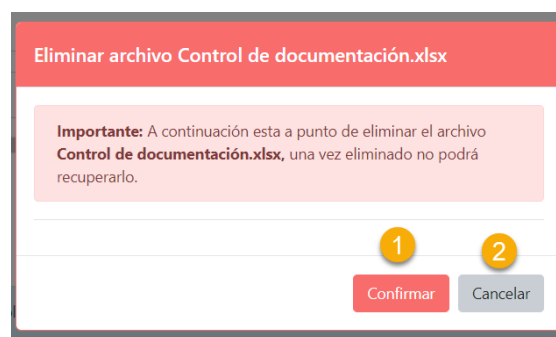 Eliminar archivo Control de documentación.xlsx
Importante: A continuación esta a punto de eliminar el archivo
Control de documentación.xlsx, una vez eliminado no podrá
recuperarlo.
1
2
Confirmar
Cancelar